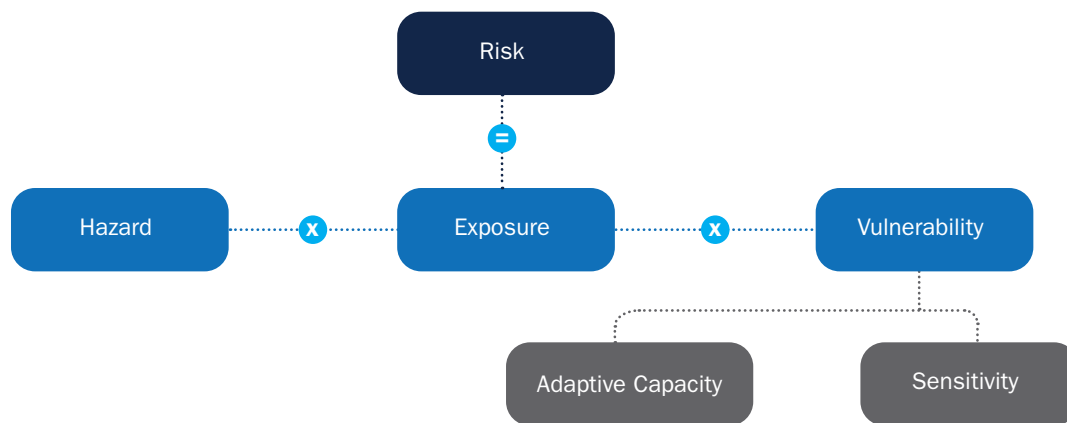 Risk
=
Hazard
x
Exposure
x
Vulnerability
Adaptive Capacity
Sensitivity